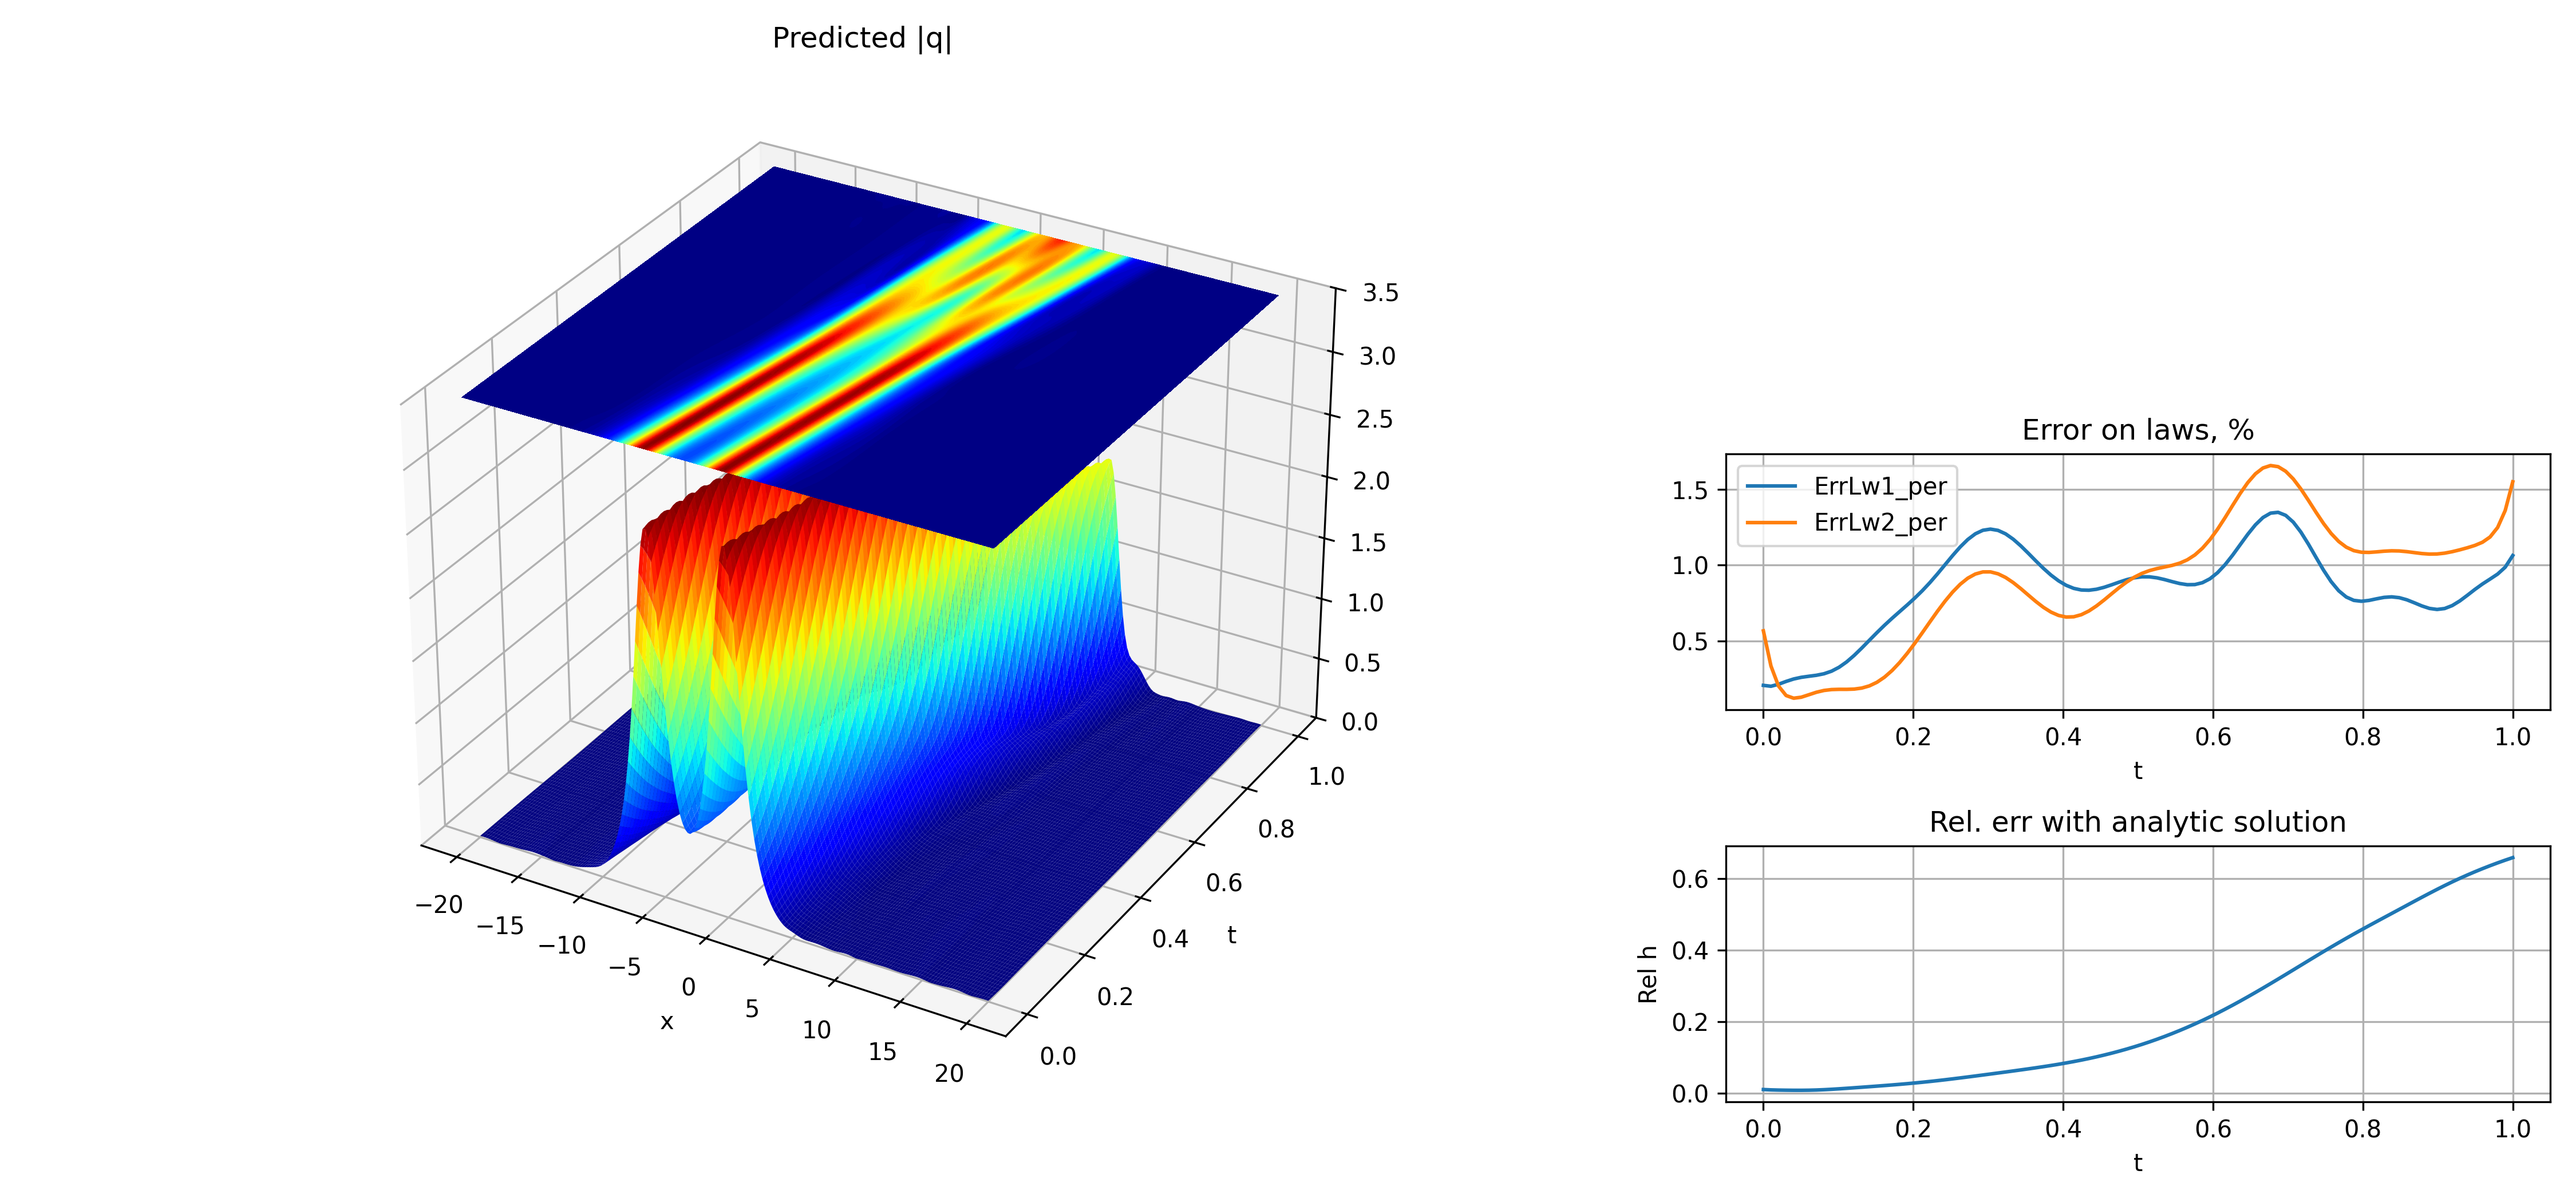 Predicted |q|
3.5
3.0
2.5
2.0
1.5
1.0
0.5
0.0
−20
−15
−10
−5
0
5
10
15
20
x
0.0
0.2
0.4
0.6
0.8
1.0
t
Error on laws, %
ErrLw1_per
ErrLw2_per
1.5
1.0
0.5
0.0 0.2 0.4 0.6 0.8 1.0
t
Rel. err with analytic solution
Rel h
0.6
0.4
0.2
0.0
0.0 0.2 0.4 0.6 0.8 1.0
t